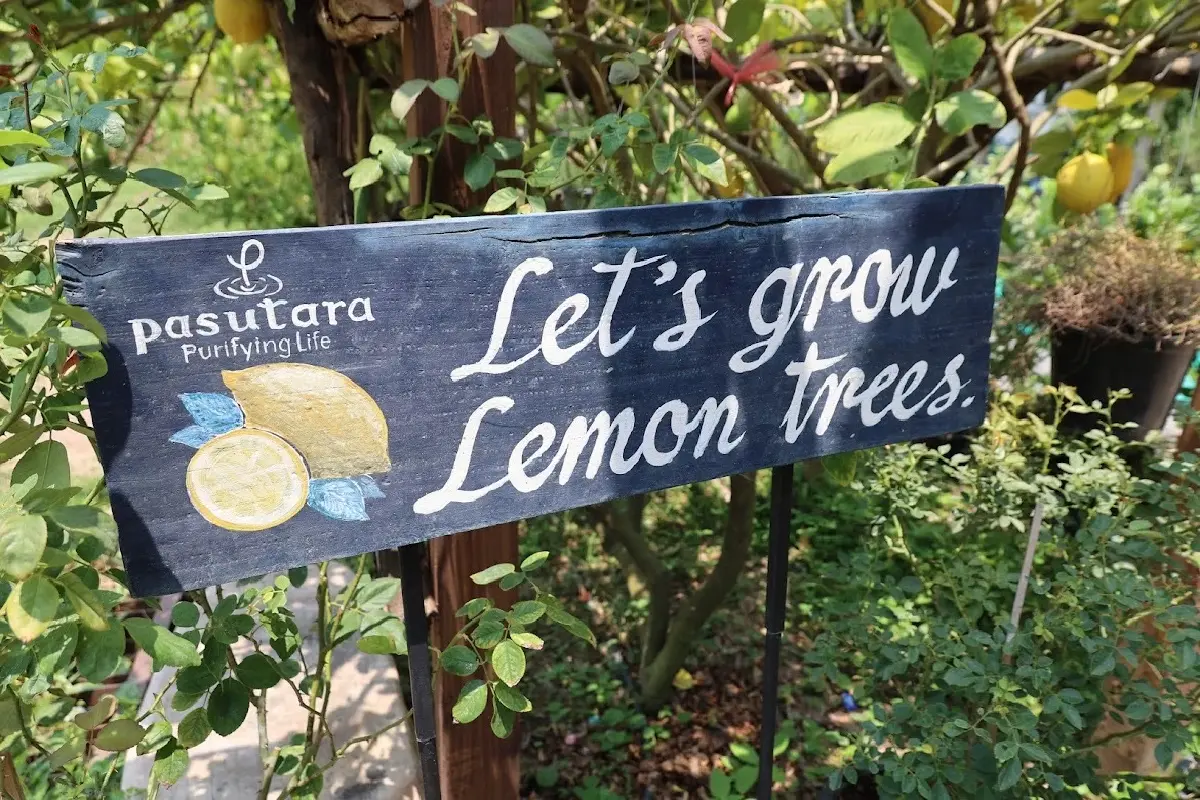 pasutara
Purifying Life
Let's grow
Lemon trees.